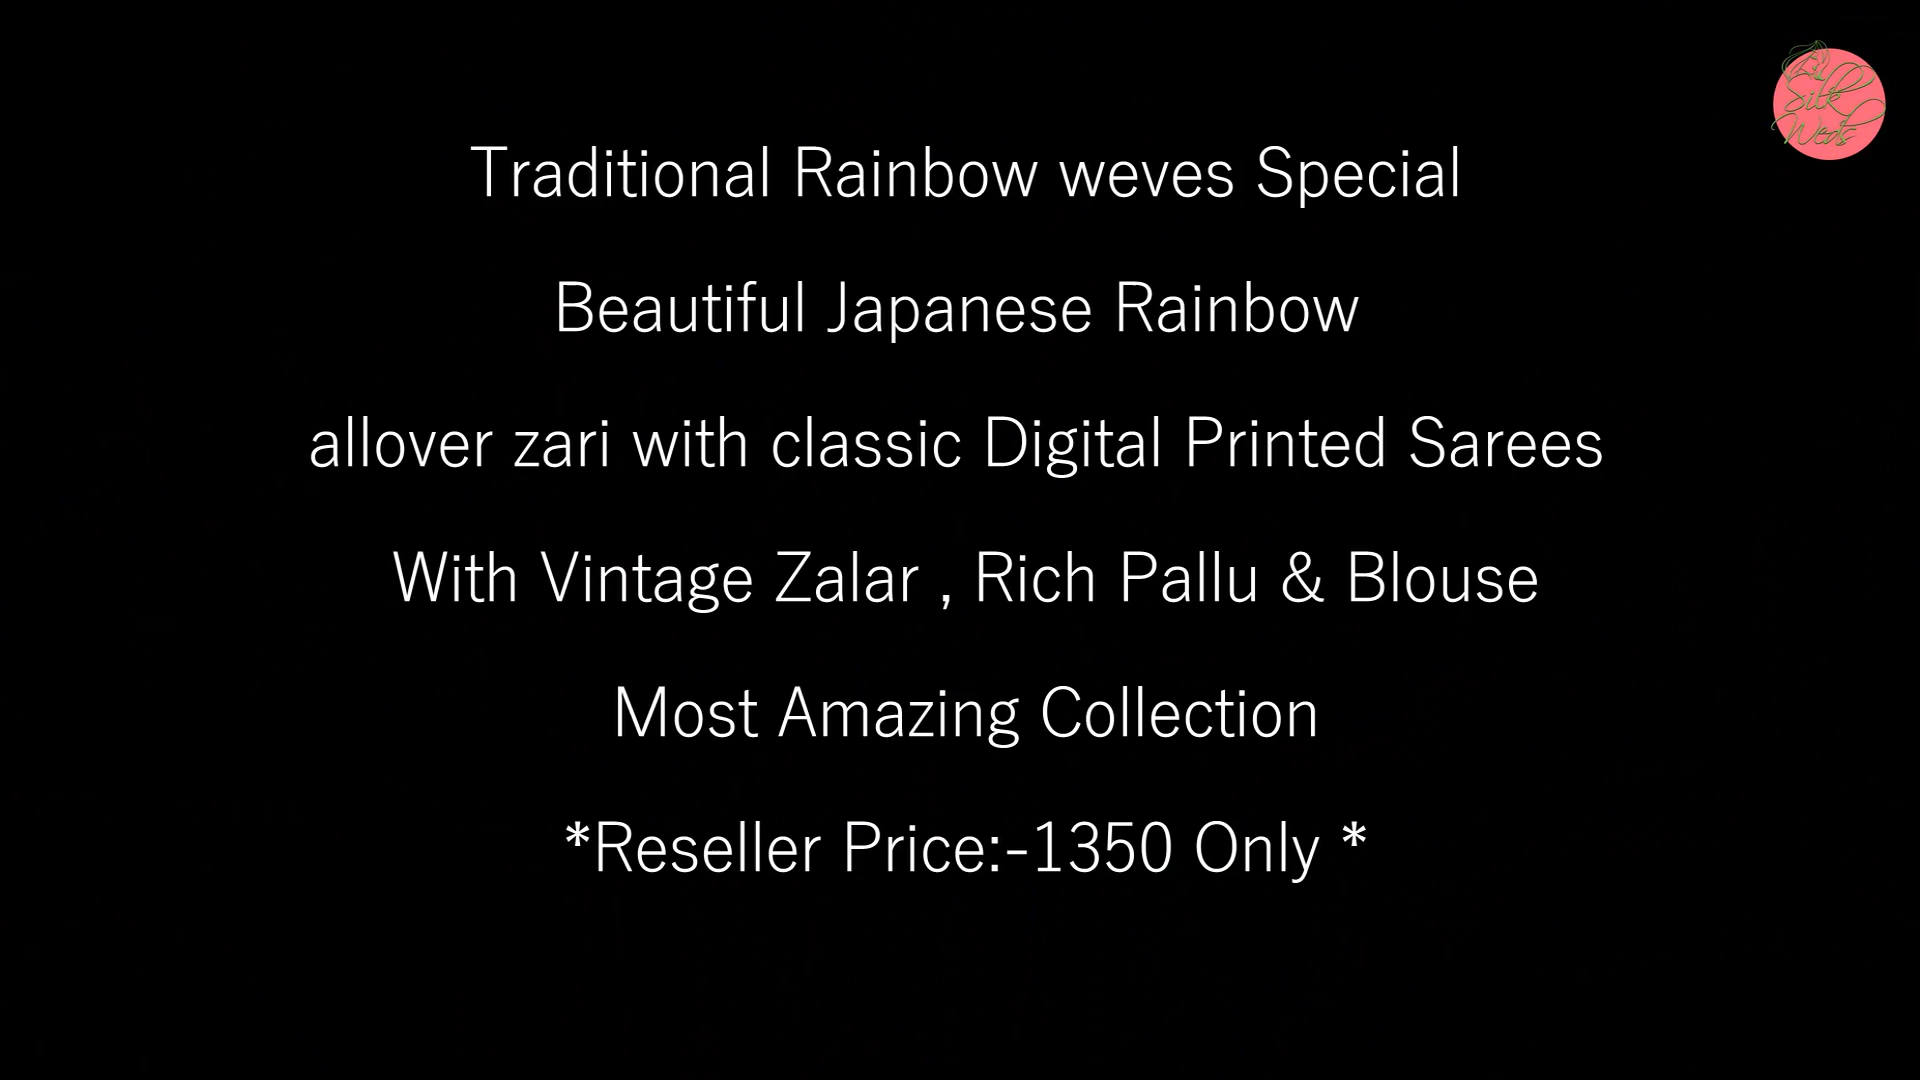 Silk
Weds
Traditional Rainbow weves Special
Beautiful Japanese Rainbow
allover zari with classic Digital Printed Sarees
With Vintage Zalar , Rich Pallu & Blouse
Most Amazing Collection
*Reseller Price:-1350 Only *